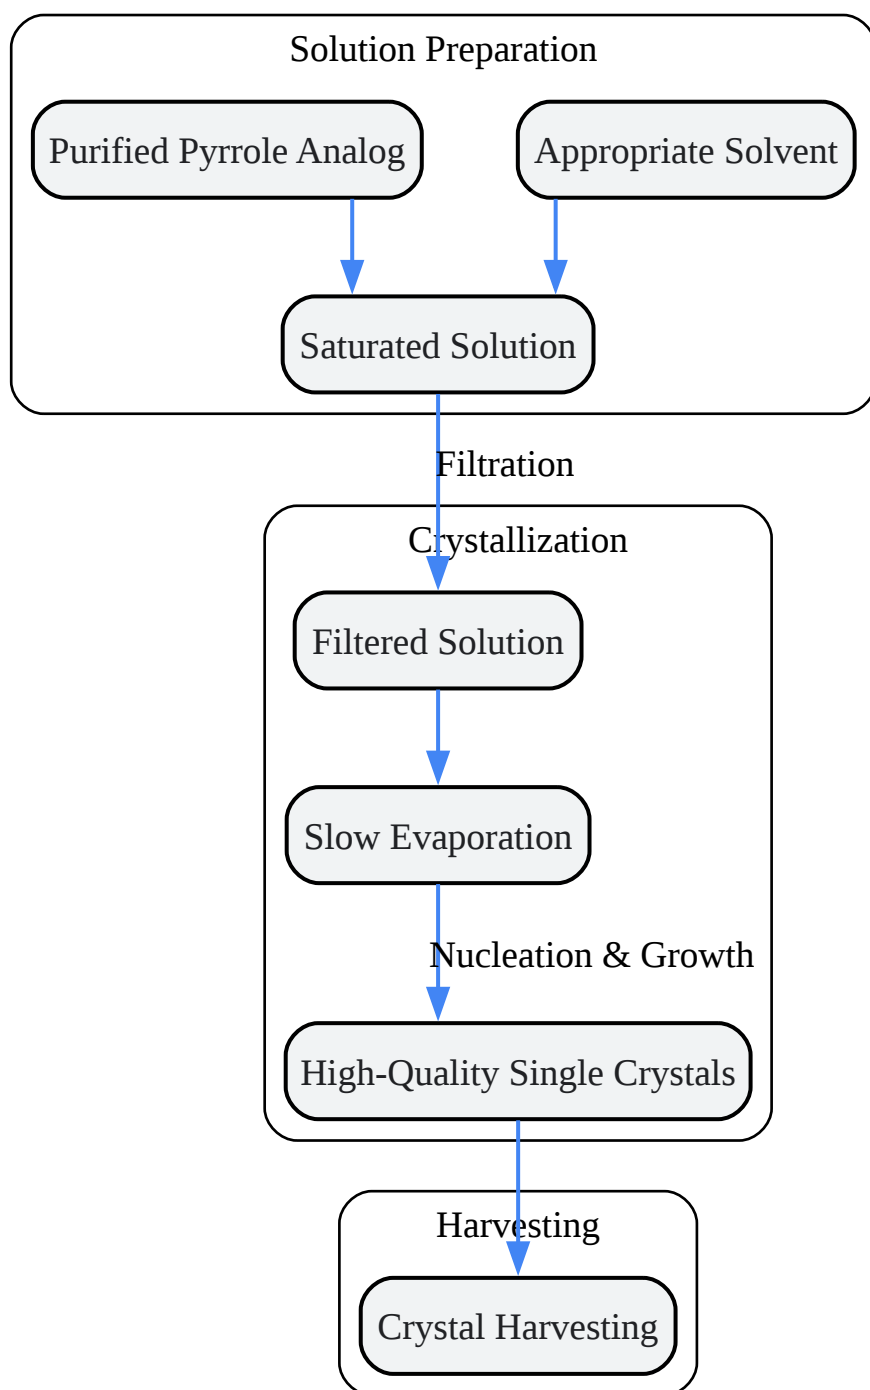 Solution Preparation
Purified Pyrrole Analog
Appropriate Solvent
Saturated Solution
Filtration
Crystallization
Filtered Solution
Slow Evaporation
Nucleation & Growth
High-Quality Single Crystals
Harvesting
Crystal Harvesting